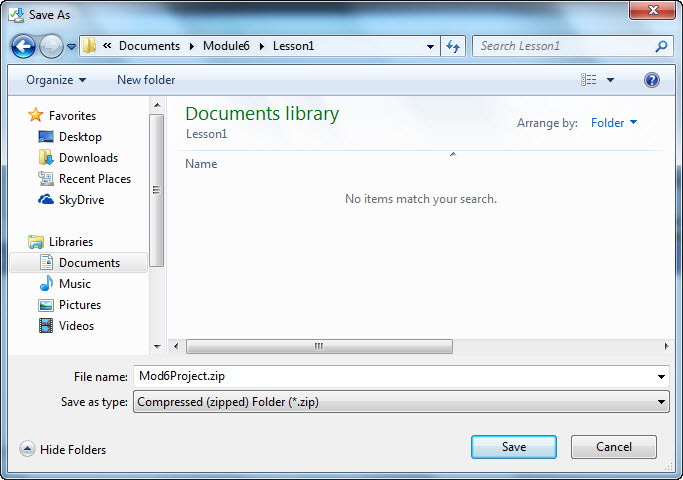 Save As
« Documents Module6 Lesson1
Search Lesson1
Organize New folder
?
Favorites
Desktop
Downloads
Recent Places
SkyDrive
Libraries
Documents
Music
Pictures
Videos
Documents library
Lesson1
Arrange by: Folder
Name
No items match your search.
File name: Mod6Project.zip
Save as type: Compressed (zipped) Folder (*.zip)
Hide Folders
Save Cancel